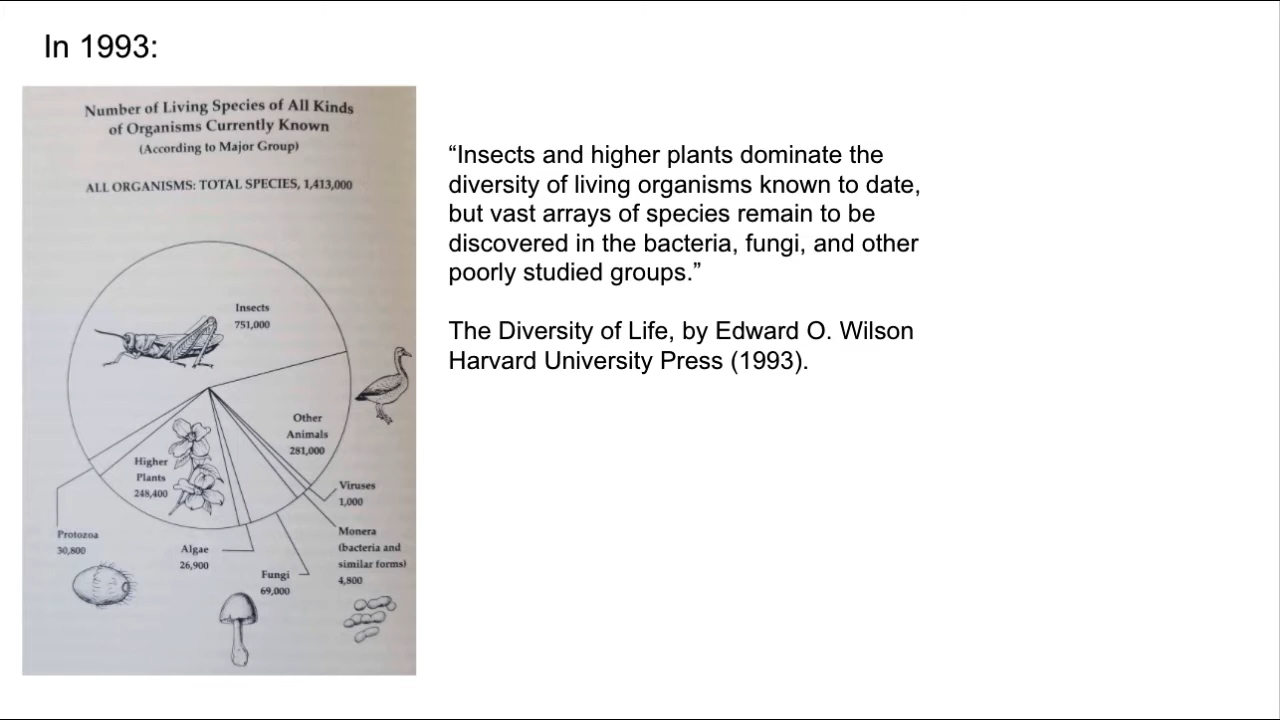 In 1993:
Number of Living Species of All Kinds
of Organisms Currently Known
(According to Major Group)
ALL ORGANISMS: TOTAL SPECIES, 1,413,000
Insects
751,000
Other
Animals
281,000
Higher
Plants
248,400
Viruses
1,000
Protozoa
30,800
Algae
26,900
Fungi
69,000
Monera
(bacteria and
similar forms)
4,800
“Insects and higher plants dominate the
diversity of living organisms known to date,
but vast arrays of species remain to be
discovered in the bacteria, fungi, and other
poorly studied groups.”
The Diversity of Life, by Edward O. Wilson
Harvard University Press (1993).